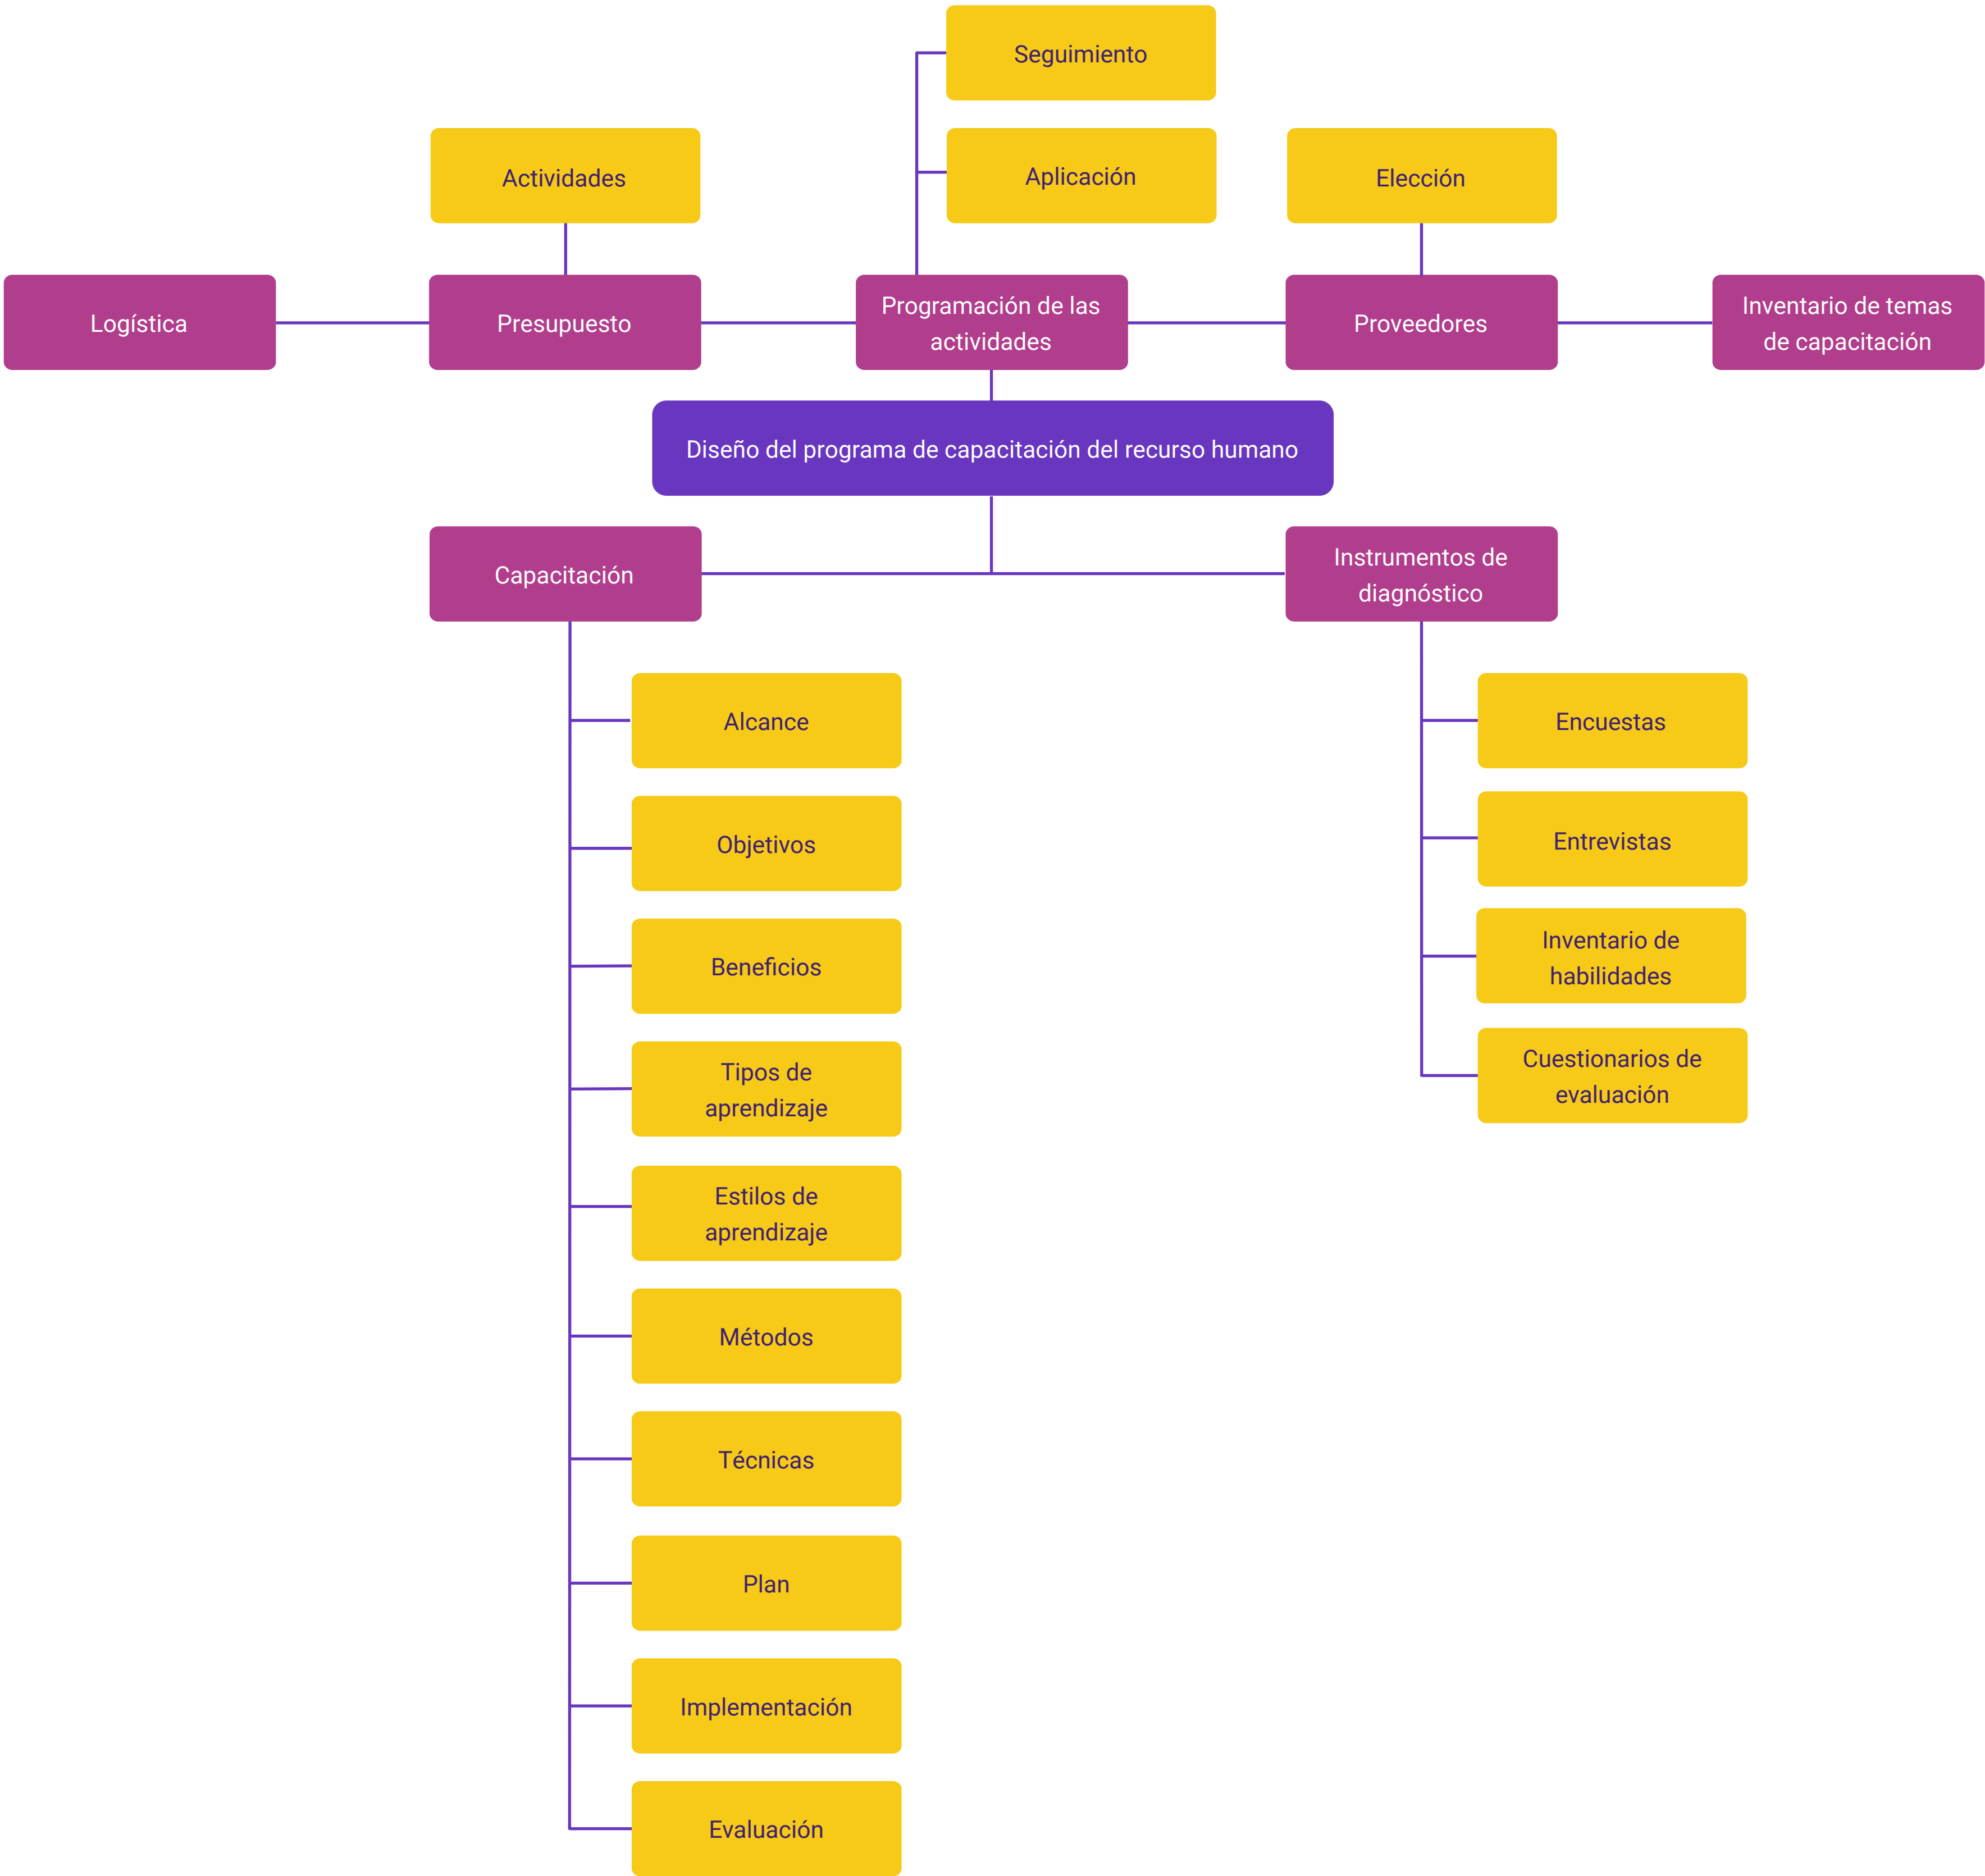 Seguimiento
Actividades
Aplicación
Elección
Logística
Presupuesto
Programación de las
actividades
Proveedores
Inventario de temas
de capacitación
Diseño del programa de capacitación del recurso humano
Capacitación
Instrumentos de
diagnóstico
Alcance
Objetivos
Beneficios
Tipos de
aprendizaje
Estilos de
aprendizaje
Métodos
Técnicas
Plan
Implementación
Evaluación
Encuestas
Entrevistas
Inventario de
habilidades
Cuestionarios de
evaluación